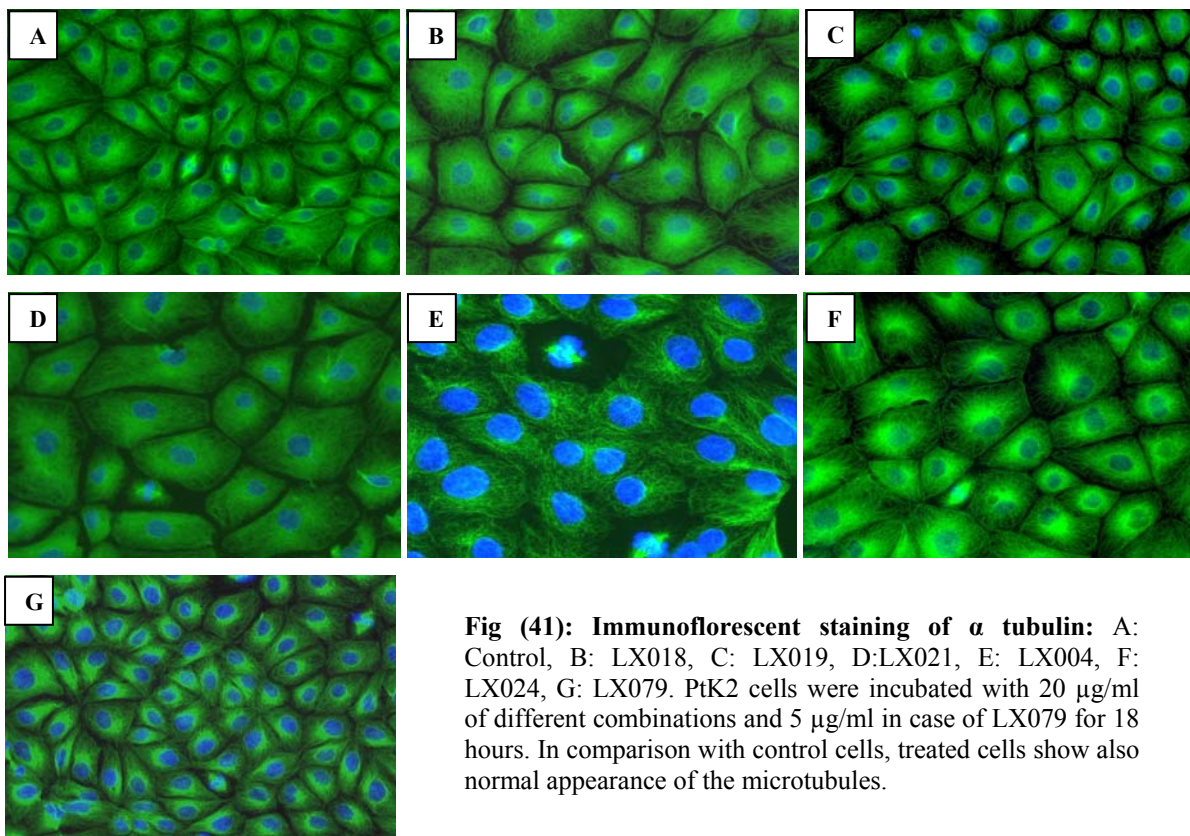 A
B
C
D
E
F
G
Fig (41): Immunoflorescent staining of α tubulin: A:
Control, B: LX018, C: LX019, D:LX021, E: LX004, F:
LX024, G: LX079. PtK2 cells were incubated with 20 µg/ml
of different combinations and 5 µg/ml in case of LX079 for 18
hours. In comparison with control cells, treated cells show also
normal appearance of the microtubules.